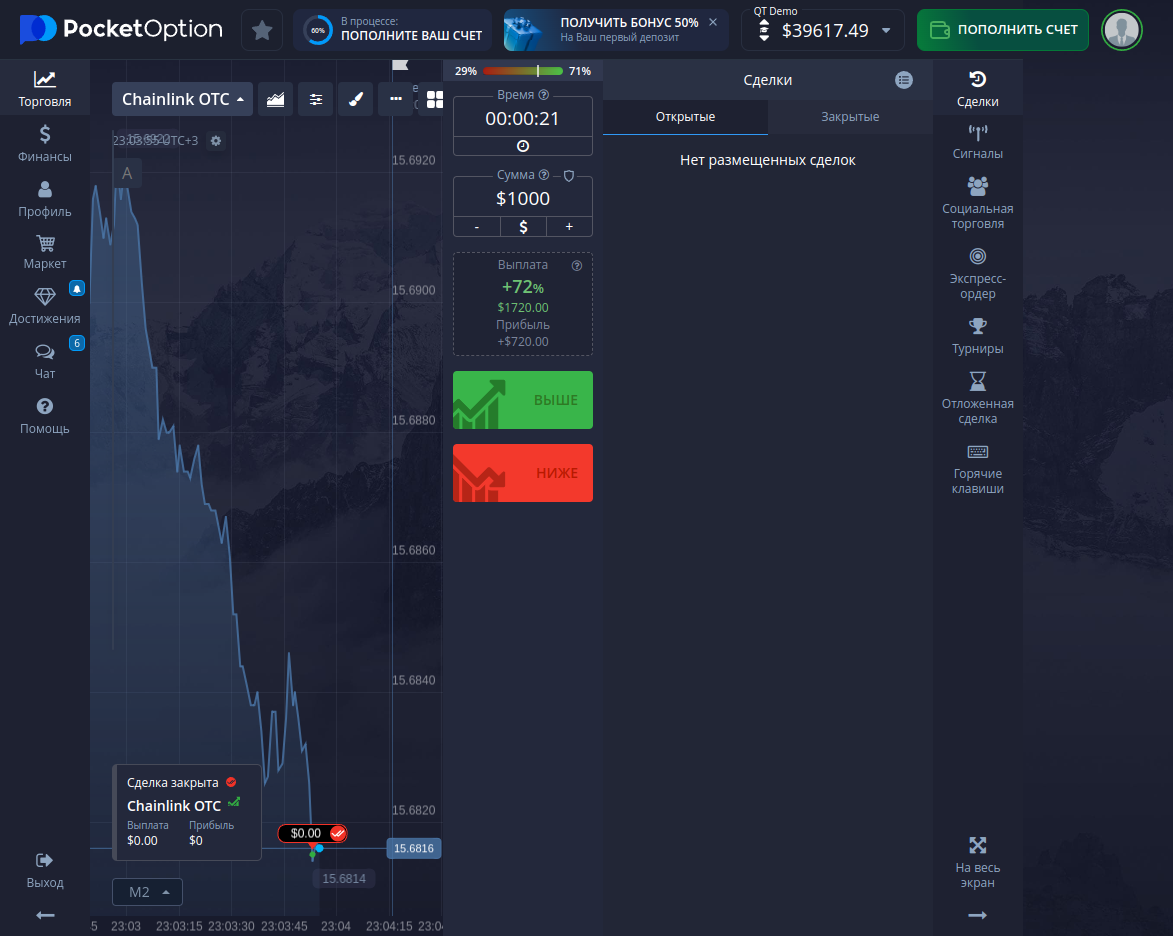 PocketOption
60%
В процессе:
ПОПОЛНИТЕ ВАШ СЧЕТ
ПОЛУЧИТЬ БОНУС 50%
На Ваш первый депозит
QT Demo
$39617.49
ПОПОЛНИТЬ СЧЕТ
Торговля
Финансы
Профиль
Маркет
Достижения
6
Чат
Помощь
Выход
Chainlink OTC
A
15.6920
15.6900
15.6880
15.6860
15.6840
15.6820
15.6816
15.6814
Сделка закрыта
Chainlink OTC
Выплата Прибыль
$0.00 $0
$0.00
M2
5 23:03 23:03:15 23:03:30 23:03:45 23:04 23:04:15 23:04
29% 71%
Время
00:00:21
Сумма
$1000
- $ +
Выплата
+72%
$1720.00
Прибыль
+$720.00
ВЫШЕ
НИЖЕ
Сделки
Открытые Закрытые
Нет размещенных сделок
Сделки
Сигналы
Социальная
торговля
Экспресс-
ордер
Турниры
Отложенная
сделка
Горячие
клавиши
На весь
экран